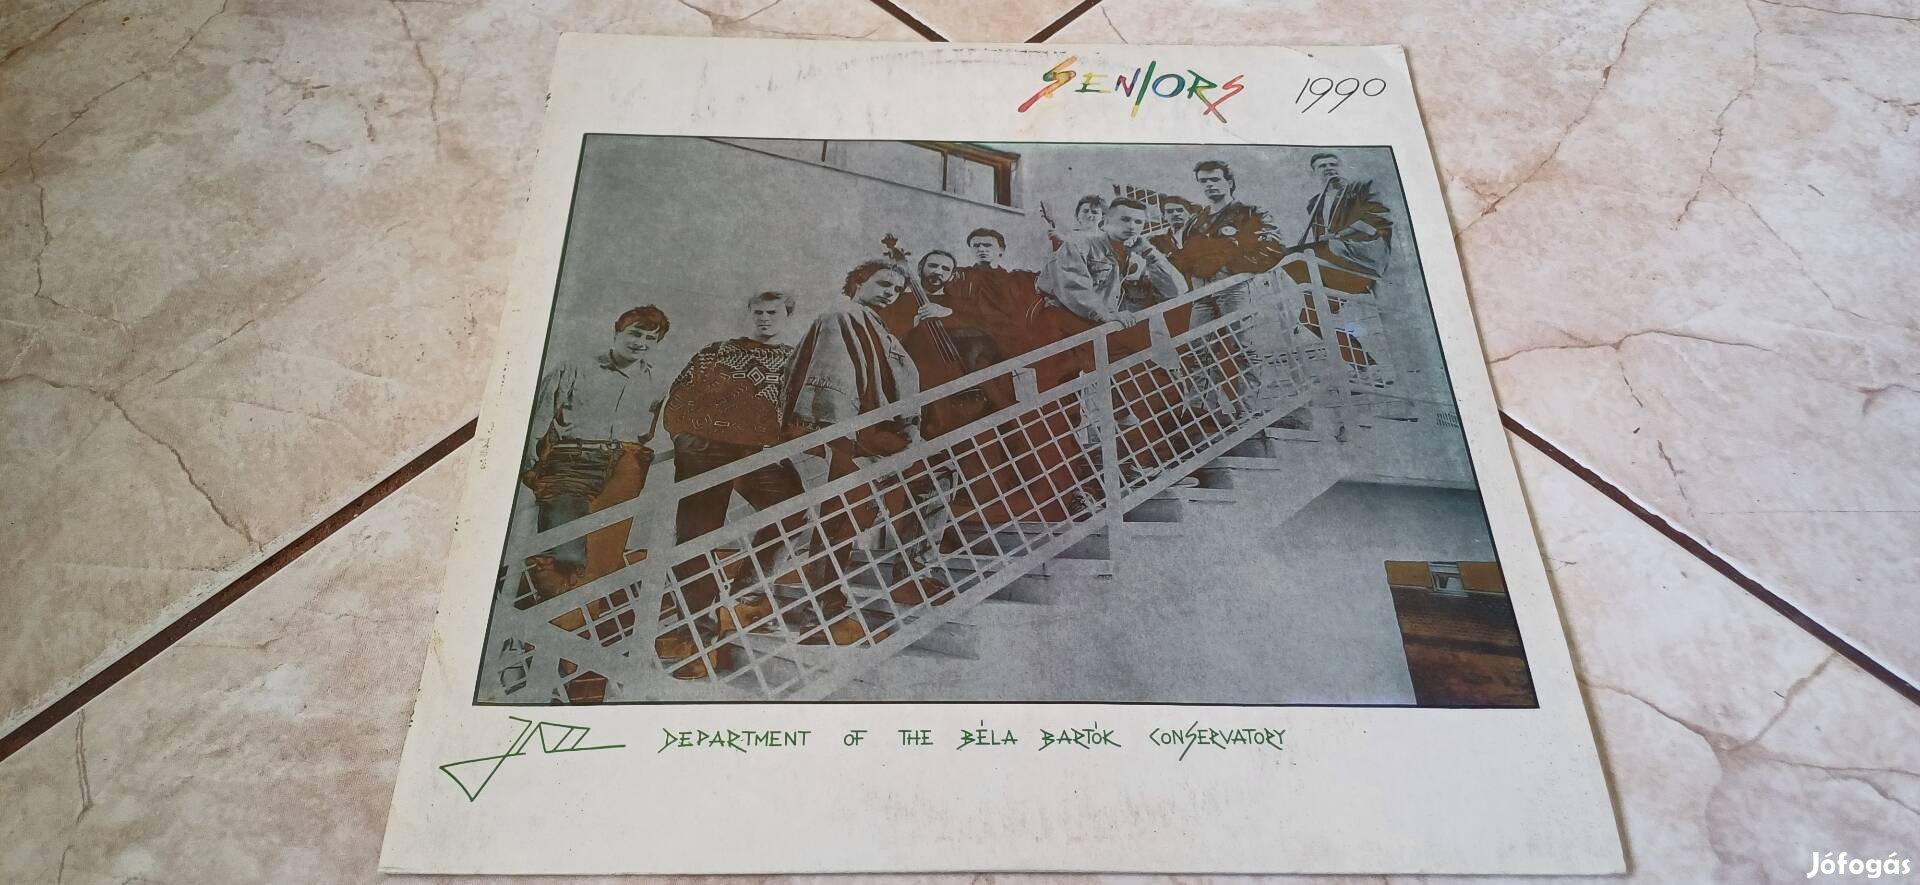 SENIORS 1990
JAZZ DEPARTMENT OF THE BÉLA BARTÓK CONSERVATORY
Jófogás